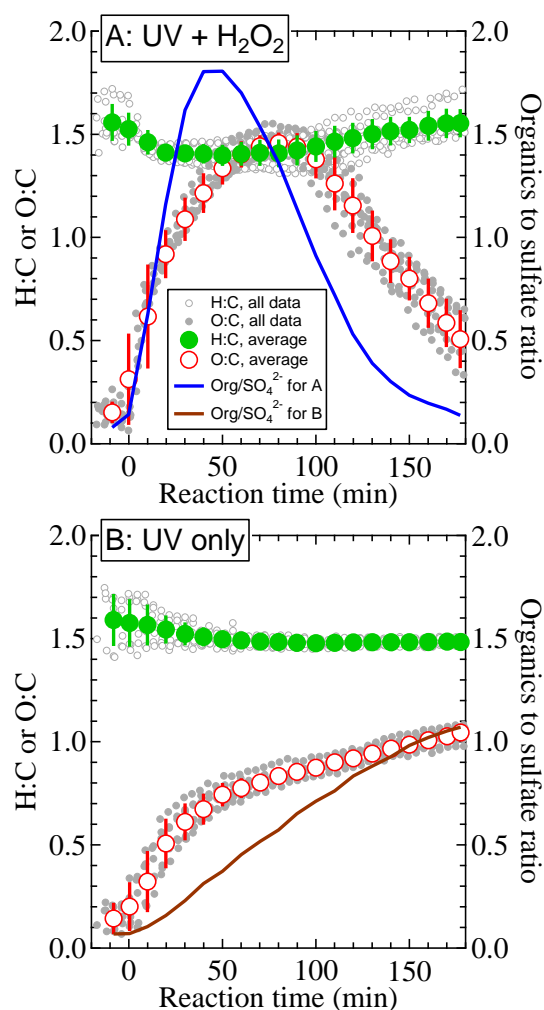 A: UV + H₂O₂
2.0
1.5
1.0
0.5
0.0
H:C or O:C
2.0
1.5
1.0
0.5
0.0
Organics to sulfate ratio
H:C, all data
O:C, all data
H:C, average
O:C, average
Org/SO₄²⁻ for A
Org/SO₄²⁻ for B
0 50 100 150
Reaction time (min)
B: UV only
2.0
1.5
1.0
0.5
0.0
H:C or O:C
2.0
1.5
1.0
0.5
0.0
Organics to sulfate ratio
0 50 100 150
Reaction time (min)